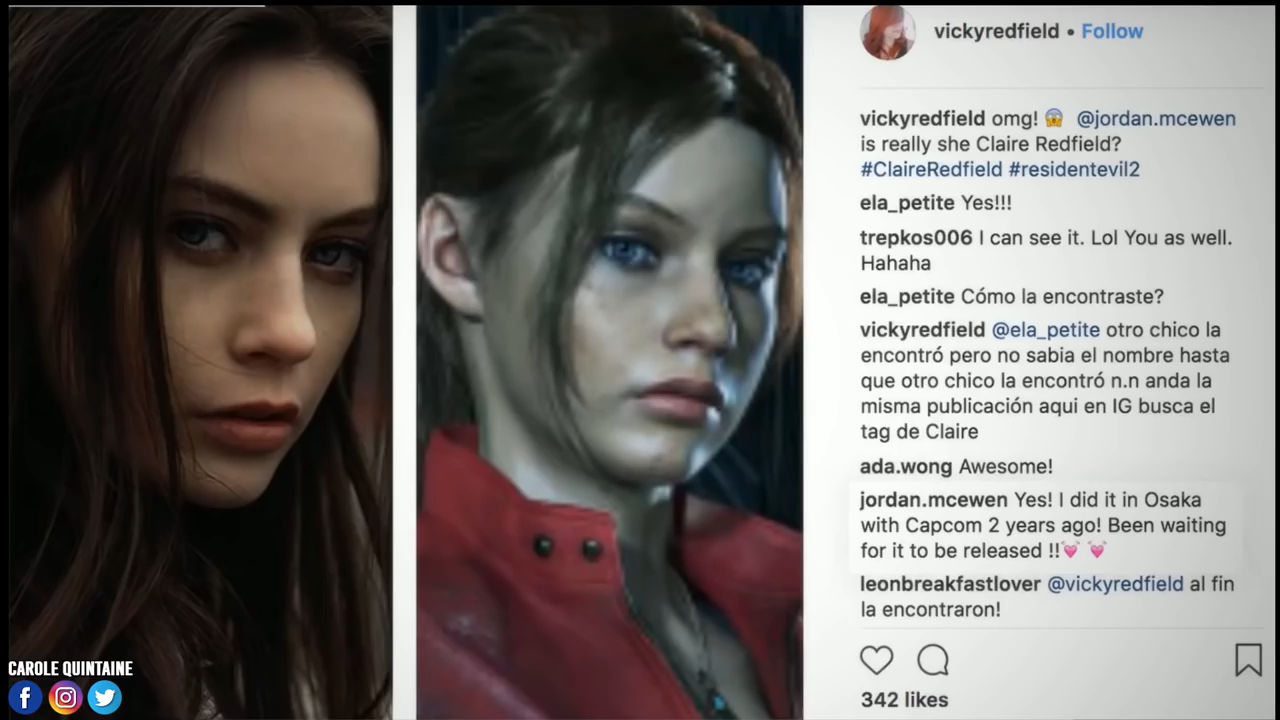 vickyredfield • Follow
vickyredfield omg! 😱 @jordan.mcewen
is really she Claire Redfield?
#ClaireRedfield #residentevil2
ela_petite Yes!!!
trepkos006 I can see it. Lol You as well.
Hahaha
ela_petite Cómo la encontraste?
vickyredfield @ela_petite otro chico la
encontró pero no sabia el nombre hasta
que otro chico la encontró n.n anda la
misma publicación aqui en IG busca el
tag de Claire
ada.wong Awesome!
jordan.mcewen Yes! I did it in Osaka
with Capcom 2 years ago! Been waiting
for it to be released !!💓 💓
leonbreakfastlover @vickyredfield al fin
la encontraron!
342 likes
CAROLE QUINTAINE